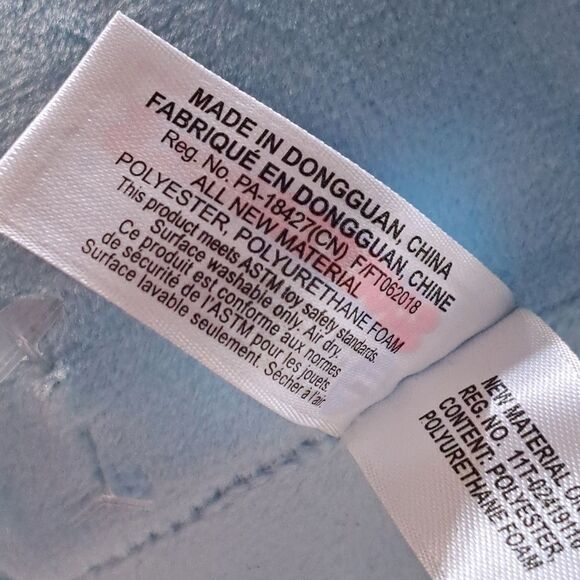 MADE IN DONGGUAN, CHINA
FABRIQUÉ EN DONGGUAN, CHINE
Reg. No. PA-18427(CN) F/FT062018
ALL NEW MATERIAL
POLYESTER, POLYURETHANE FOAM
This product meets ASTM toy safety standards.
Surface washable only. Air dry.
Ce produit est conforme aux normes
de sécurité de l'ASTM pour les jouets.
Surface lavable seulement. Sécher à l'air.
NEW MATERIAL
REG. NO. 11T-0241911
CONTENT: POLYESTER
POLYURETHANE FOAM